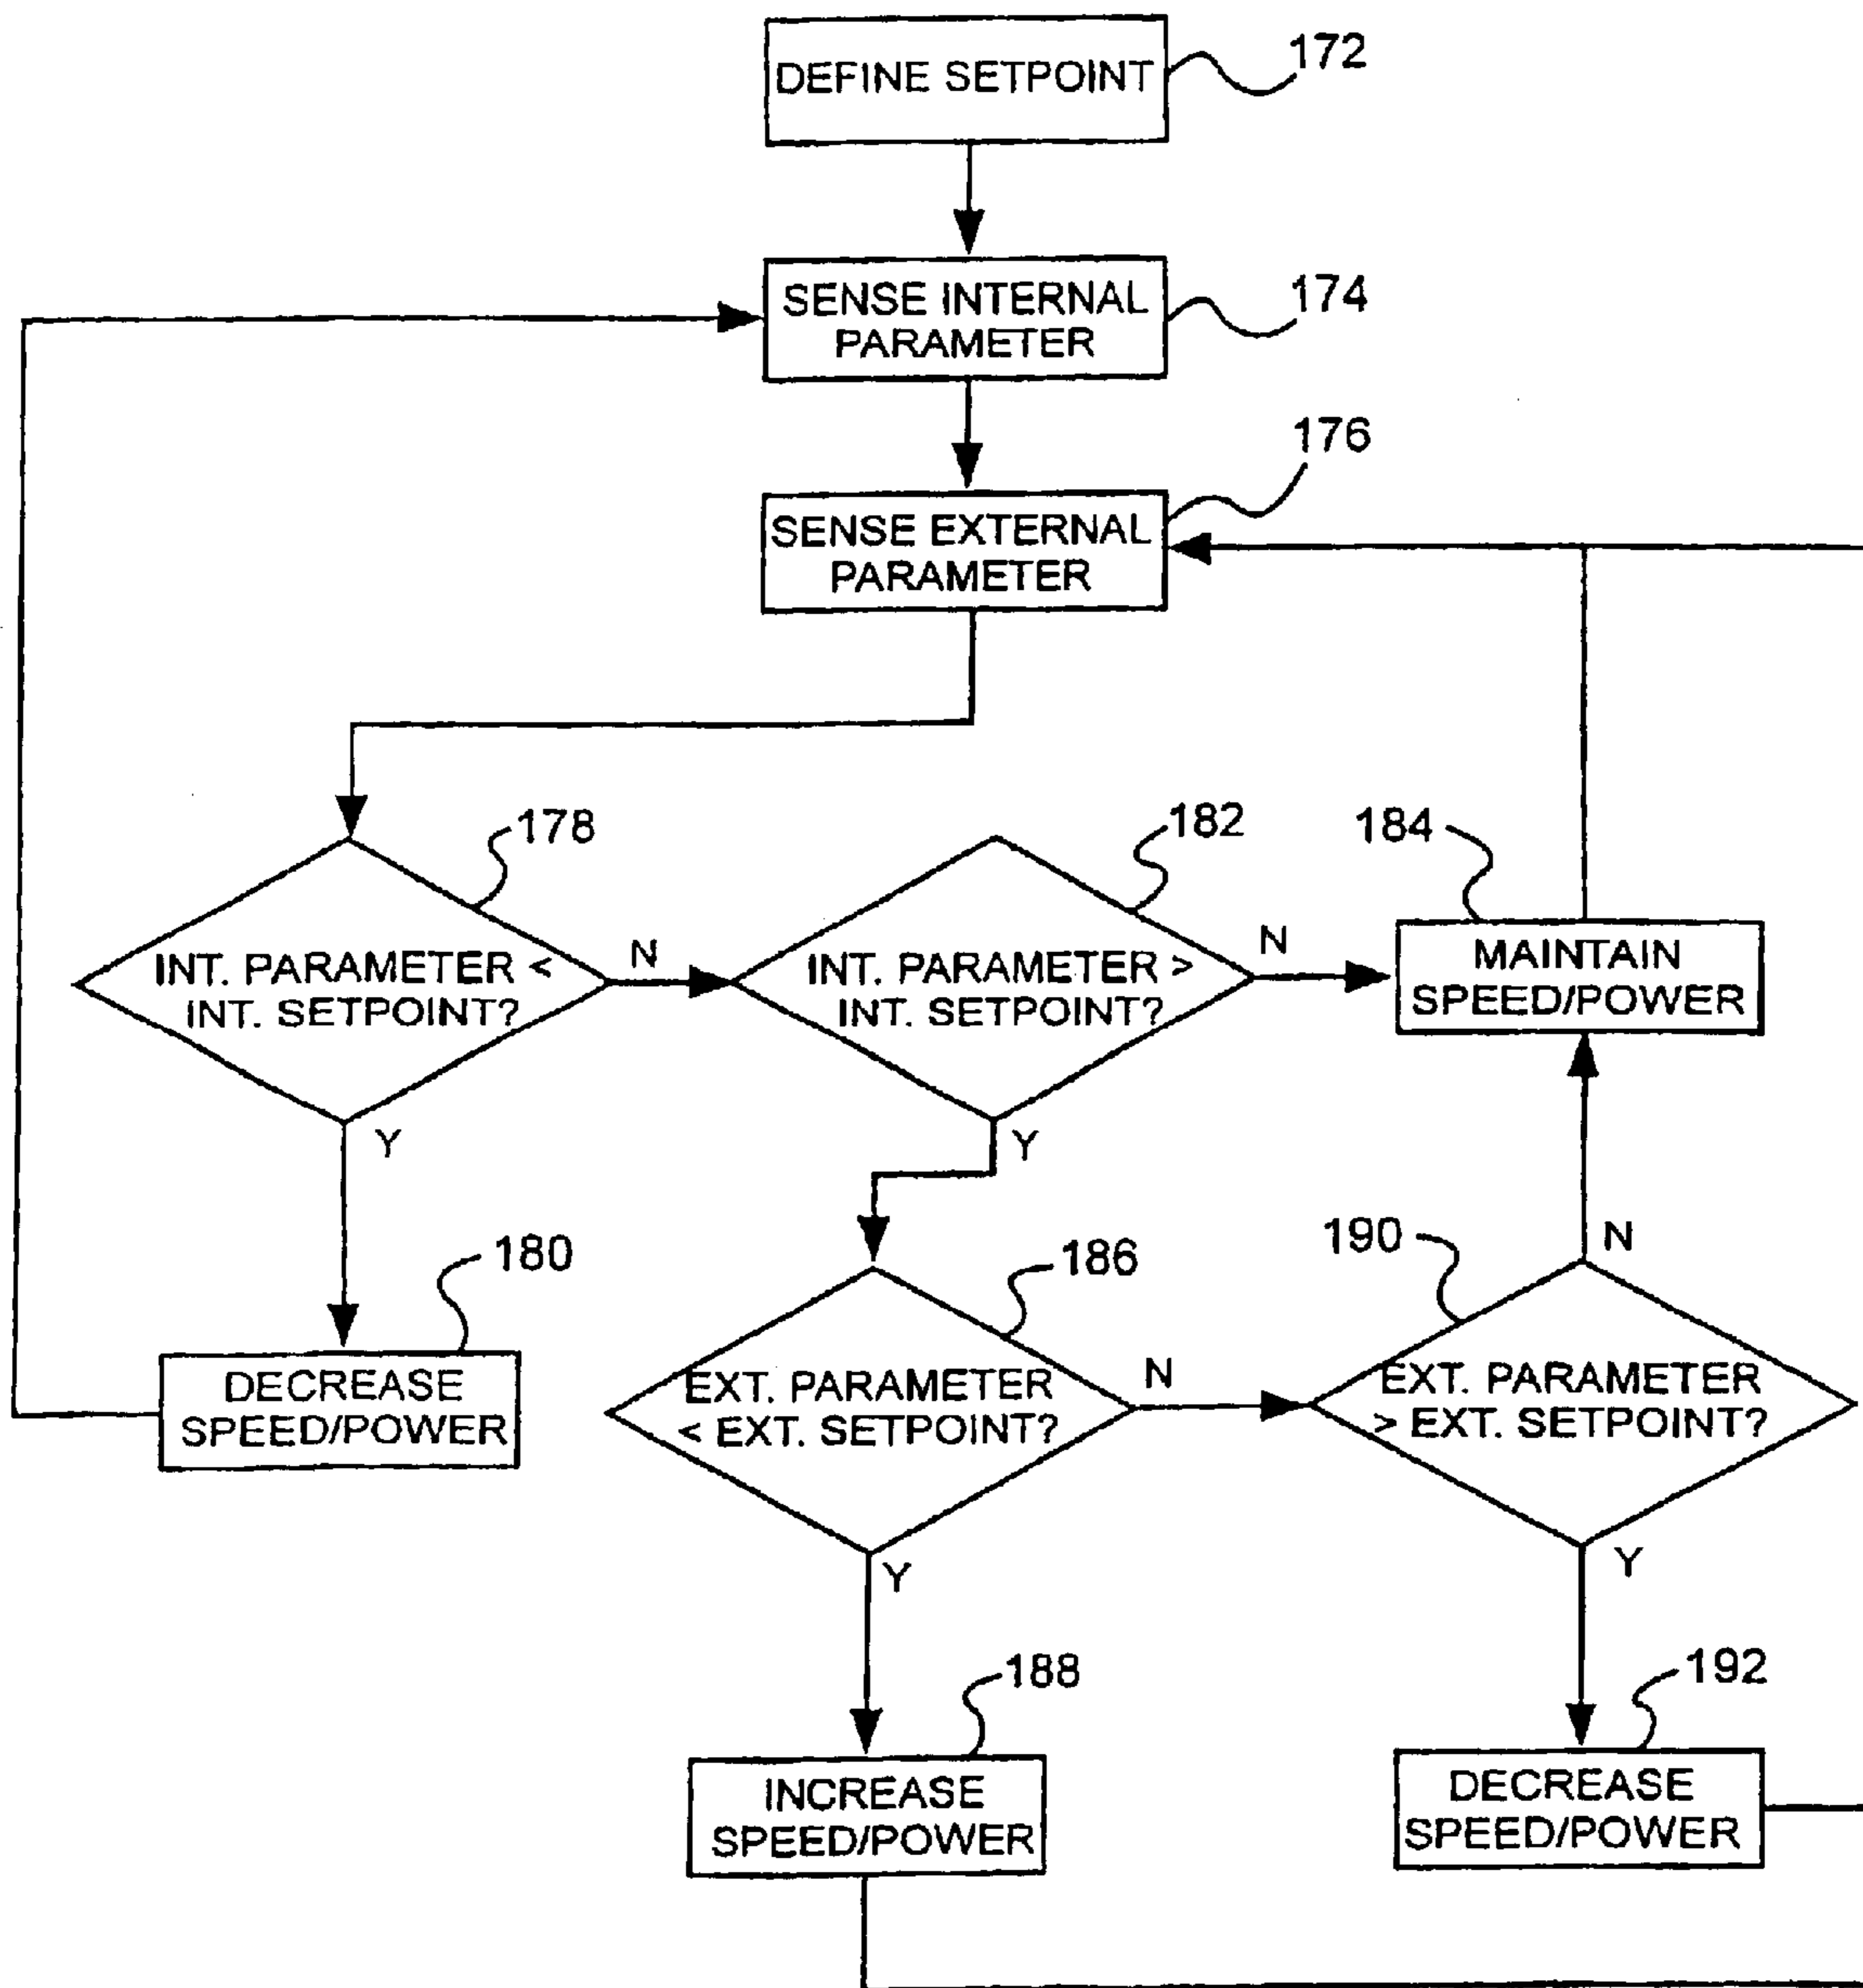 DEFINE SETPOINT
172
SENSE INTERNAL
PARAMETER
174
SENSE EXTERNAL
PARAMETER
176
178
INT. PARAMETER <
INT. SETPOINT?
N
Y
182
INT. PARAMETER >
INT. SETPOINT?
N
Y
184
MAINTAIN
SPEED/POWER
180
DECREASE
SPEED/POWER
186
EXT. PARAMETER
< EXT. SETPOINT?
N
Y
190
EXT. PARAMETER
> EXT. SETPOINT?
N
Y
188
INCREASE
SPEED/POWER
192
DECREASE
SPEED/POWER